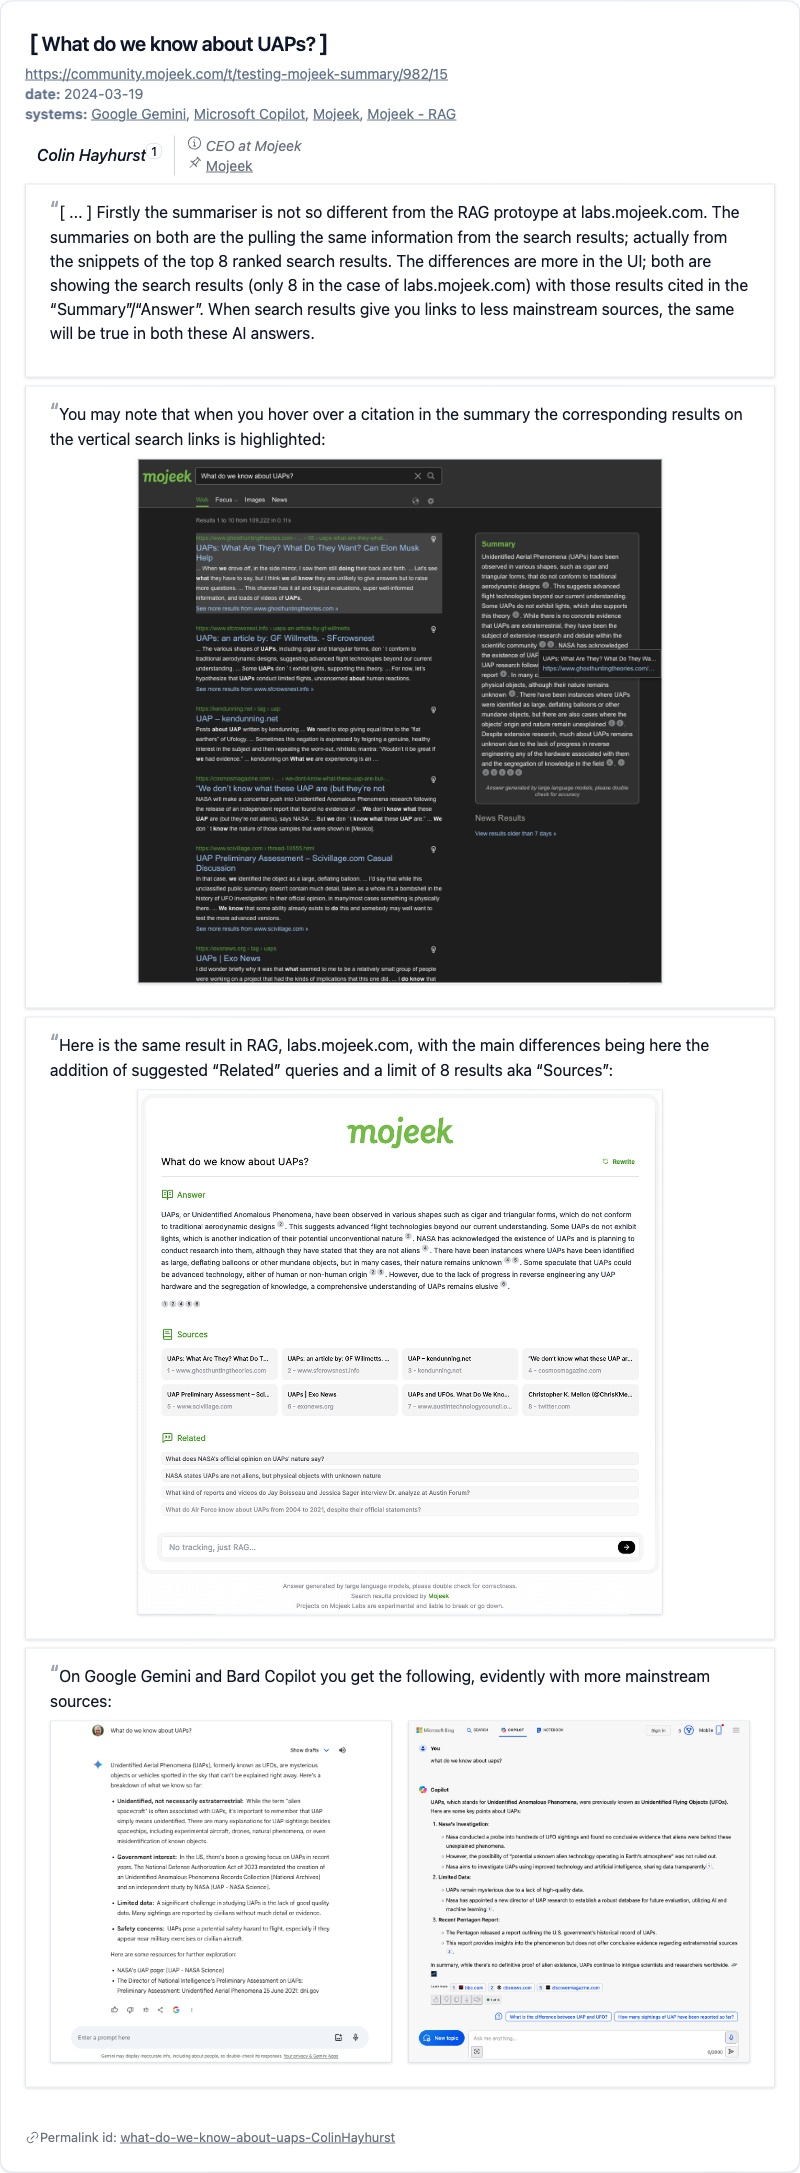 [ What do we know about UAPs? ]
https://community.mojeek.com/t/testing-mojeek-summary/982/15
date: 2024-03-19
systems: Google Gemini, Microsoft Copilot, Mojeek, Mojeek - RAG
Colin Hayhurst 1
CEO at Mojeek
Mojeek
“[ ... ] Firstly the summariser is not so different from the RAG protoype at labs.mojeek.com. The
summaries on both are the pulling the same information from the search results; actually from
the snippets of the top 8 ranked search results. The differences are more in the UI; both are
showing the search results (only 8 in the case of labs.mojeek.com) with those results cited in the
“Summary”/“Answer”. When search results give you links to less mainstream sources, the same
will be true in both these AI answers.
“You may note that when you hover over a citation in the summary the corresponding results on
the vertical search links is highlighted:
mojeek
What do we know about UAPs?
Web Focus Images News
Results 1 to 10 from 109,222 in 0.11s
UAPs: What Are They? What Do They Want? Can Elon Musk
Help
... When we drove off, in the side mirror, I saw them still doing their back and forth. ... Let's see
what they have to say, but I think we all know they are unlikely to give answers but to raise
more questions. ... This channel has it all and logical evaluations, super well-informed
information, and loads of videos of UAPs.
See more results from www.ghosthuntingtheories.com »
https://www.sfcrowsnest.info › uaps-an-article-by-gf-willmetts
UAPs: an article by: GF Willmetts. - SFcrowsnest
... The various shapes of UAPs, including cigar and triangular forms, don ' t conform to
traditional aerodynamic designs, suggesting advanced flight technologies beyond our current
understanding. ... Some UAPs don ' t exhibit lights, supporting this theory. ... For now, let's
hypothesize that UAPs conduct limited flights, unconcerned about human reactions.
See more results from www.sfcrowsnest.info »
https://kendunning.net › tag › uap
UAP – kendunning.net
Posts about UAP written by kendunning ... We need to stop giving equal time to the "flat
earthers" of Ufology. ... Sometimes this negation is expressed by feigning a genuine, healthy
interest in the subject and then repeating the worn-out, nihilistic mantra: "Wouldn't it be great if
we had evidence." ... kenndunning on What we are experiencing is an ...
https://cosmosmagazine.com › ... › we-dont-know-what-these-uap-are-but-...
“We don't know what these UAP are (but they're not
NASA will make a concerted push into Unidentified Anomalous Phenomena research following
the release of an independent report that found no evidence of ... We don't know what these
UAP are (but they're not aliens), says NASA ... But we don ' t know what these UAP are." ... We
don ' t know the nature of those samples that were shown in [Mexico].
https://www.scivillage.com › thread-10555.html
UAP Preliminary Assessment – Scivillage.com Casual
Discussion
In that case, we identified the object as a large, deflating balloon. ... I'd say that while this
unclassified public summary doesn't contain much detail, taken as a whole it's a bombshell in the
history of UFO investigation: In their official opinion, in many/most cases something is physically
there. ... We know that some ability already exists to do this and somebody may well want to
test the more advanced versions.
See more results from www.scivillage.com »
https://exonews.org › tag › uaps
UAPs | Exo News
I did wonder briefly why it was that what seemed to me to be a relatively small group of people
were working on a project that had the kinds of implications that this one did. ... I do know that
Summary
Unidentified Aerial Phenomena (UAPs) have been
observed in various shapes, such as cigar and
triangular forms, that do not conform to traditional
aerodynamic designs. This suggests advanced
flight technologies beyond our current understanding.
Some UAPs do not exhibit lights, which also supports
this theory. While there is no concrete evidence
that UAPs are extraterrestrial, they have been the
subject of extensive research and debate within the
scientific community. NASA has acknowledged
the existence of UAP
UAP research follow
report. In many c
UAPs: What Are They? What Do They Wa...
https://www.ghosthuntingtheories.com/...
physical objects, although their nature remains
unknown. There have been instances where UAPs
were identified as large, deflating balloons or other
mundane objects, but there are also cases where the
objects' origin and nature remain unexplained
Despite extensive research, much about UAPs remains
unknown due to the lack of progress in reverse
engineering any of the hardware associated with them
and the segregation of knowledge in the field
Answer generated by large language models, please double
check for accuracy
News Results
View results older than 7 days »
“Here is the same result in RAG, labs.mojeek.com, with the main differences being here the
addition of suggested “Related” queries and a limit of 8 results aka “Sources”:
mojeek
What do we know about UAPs?
Rewrite
Answer
UAPs, or Unidentified Anomalous Phenomena, have been observed in various shapes such as cigar and triangular forms, which do not conform
to traditional aerodynamic designs 2. This suggests advanced flight technologies beyond our current understanding. Some UAPs do not exhibit
lights, which is another indication of their potential unconventional nature 2. NASA has acknowledged the existence of UAPs and is planning to
conduct research into them, although they have stated that they are not aliens 4. There have been instances where UAPs have been identified
as large, deflating balloons or other mundane objects, but in many cases, their nature remains unknown 4 5. Some speculate that UAPs could
be advanced technology, either of human or non-human origin 2 5. However, due to the lack of progress in reverse engineering any UAP
hardware and the segregation of knowledge, a comprehensive understanding of UAPs remains elusive 6.
1 2 4 5 6
Sources
UAPs: What Are They? What Do T... UAPs: an article by: GF Willmetts. ... UAP – kendunning.net “We don't know what these UAP ar...
1 - www.ghosthuntingtheories.com 2 - www.sfcrowsnest.info 3 - kendunning.net 4 - cosmosmagazine.com
UAP Preliminary Assessment – Sci... UAPs | Exo News UAPs and UFOs. What Do We Kno... Christopher K. Mellon (@ChrisKMe...
5 - www.scivillage.com 6 - exonews.org 7 - www.austintechnologycouncil.o... 8 - twitter.com
Related
What does NASA's official opinion on UAPs' nature say?
NASA states UAPs are not aliens, but physical objects with unknown nature
What kind of reports and videos do Jay Boisseau and Jessica Sager interview Dr. analyze at Austin Forum?
What do Air Force know about UAPs from 2004 to 2021, despite their official statements?
No tracking, just RAG...
Answer generated by large language models, please double check for correctness.
Search results provided by Mojeek
Projects on Mojeek Labs are experimental and liable to break or go down.
“On Google Gemini and Bard Copilot you get the following, evidently with more mainstream
sources:
What do we know about UAPs?
Show drafts
Unidentified Aerial Phenomena (UAPs), formerly known as UFOs, are mysterious
objects or vehicles spotted in the sky that can't be explained right away. Here's a
breakdown of what we know so far:
• Unidentified, not necessarily extraterrestrial: While the term "alien
spacecraft" is often associated with UAPs, it's important to remember that UAP
simply means unidentified. There are many explanations for UAP sightings besides
spaceships, including experimental aircraft, drones, natural phenomena, or even
misidentification of known objects.
• Government interest: In the US, there's been a growing focus on UAPs in recent
years. The National Defense Authorization Act of 2023 mandated the creation of
an Unidentified Anomalous Phenomena Records Collection [National Archives]
and an independent study by NASA [UAP - NASA Science].
• Limited data: A significant challenge in studying UAPs is the lack of good quality
data. Many sightings are reported by civilians without much detail or evidence.
• Safety concerns: UAPs pose a potential safety hazard to flight, especially if they
appear near military exercises or civilian aircraft.
Here are some resources for further exploration:
• NASA's UAP page: [UAP - NASA Science]
• The Director of National Intelligence's Preliminary Assessment on UAPs:
Preliminary Assessment: Unidentified Aerial Phenomena 25 June 2021: dni.gov
Enter a prompt here
Gemini may display inaccurate info, including about people, so double-check its responses. Your privacy & Gemini Apps
Microsoft Bing SEARCH COPILOT NOTEBOOK Sign in 5 Mobile
You
what do we know about uaps?
Copilot
UAPs, which stands for Unidentified Anomalous Phenomena, were previously known as Unidentified Flying Objects (UFOs).
Here are some key points about UAPs:
1. Nasa's Investigation:
Nasa conducted a probe into hundreds of UFO sightings and found no conclusive evidence that aliens were behind these
unexplained phenomena.
However, the possibility of "potential unknown alien technology operating in Earth's atmosphere" was not ruled out.
Nasa aims to investigate UAPs using improved technology and artificial intelligence, sharing data transparently 1.
2. Limited Data:
UAPs remain mysterious due to a lack of high-quality data.
Nasa has appointed a new director of UAP research to establish a robust database for future evaluation, utilizing AI and
machine learning 1.
3. Recent Pentagon Report:
The Pentagon released a report outlining the U.S. government's historical record of UAPs.
This report provides insights into the phenomenon but does not offer conclusive evidence regarding extraterrestrial sources
2.
In summary, while there's no definitive proof of alien existence, UAPs continue to intrigue scientists and researchers worldwide.
Learn more: 1 bbc.com 2 cbsnews.com 3 discovermagazine.com
1 of 4
What is the difference between UAP and UFO? How many sightings of UAP have been reported so far?
New topic Ask me anything...
0/2000
Permalink id: what-do-we-know-about-uaps-ColinHayhurst